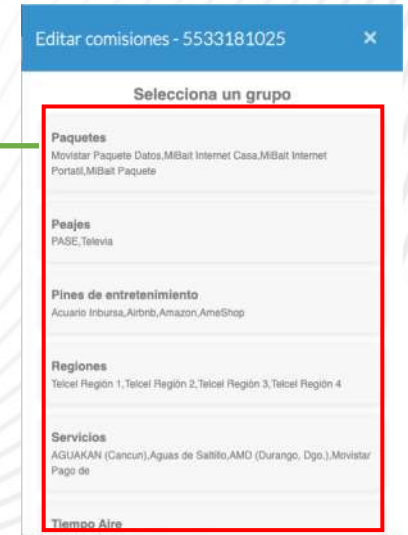 Editar comisiones - 5533181025 ×
Selecciona un grupo
Paquetes
Movistar Paquete Datos,MiBait Internet Casa,MiBait Internet
Portatil,MiBait Paquete
Peajes
PASE,Televia
Pines de entretenimiento
Acuario Inbursa,Airbnb,Amazon,AmeShop
Regiones
Telcel Región 1,Telcel Región 2,Telcel Región 3,Telcel Región 4
Servicios
AGUAKAN (Cancun),Aguas de Saltillo,AMD (Durango, Dgo.),Movistar
Pago de
Tiempo Aire